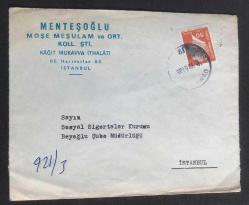 MENTEŞOĞLU
MOŞE MEŞULAM ve ORT.
KOLL. ŞTİ.
KÂĞIT MUKAVVA İTHALÂTI
İSTANBUL
Sayın
Sosyal Sigortalar Kurumu
Beyoğlu Şube Müdürlüğü
İSTANBUL
921/3